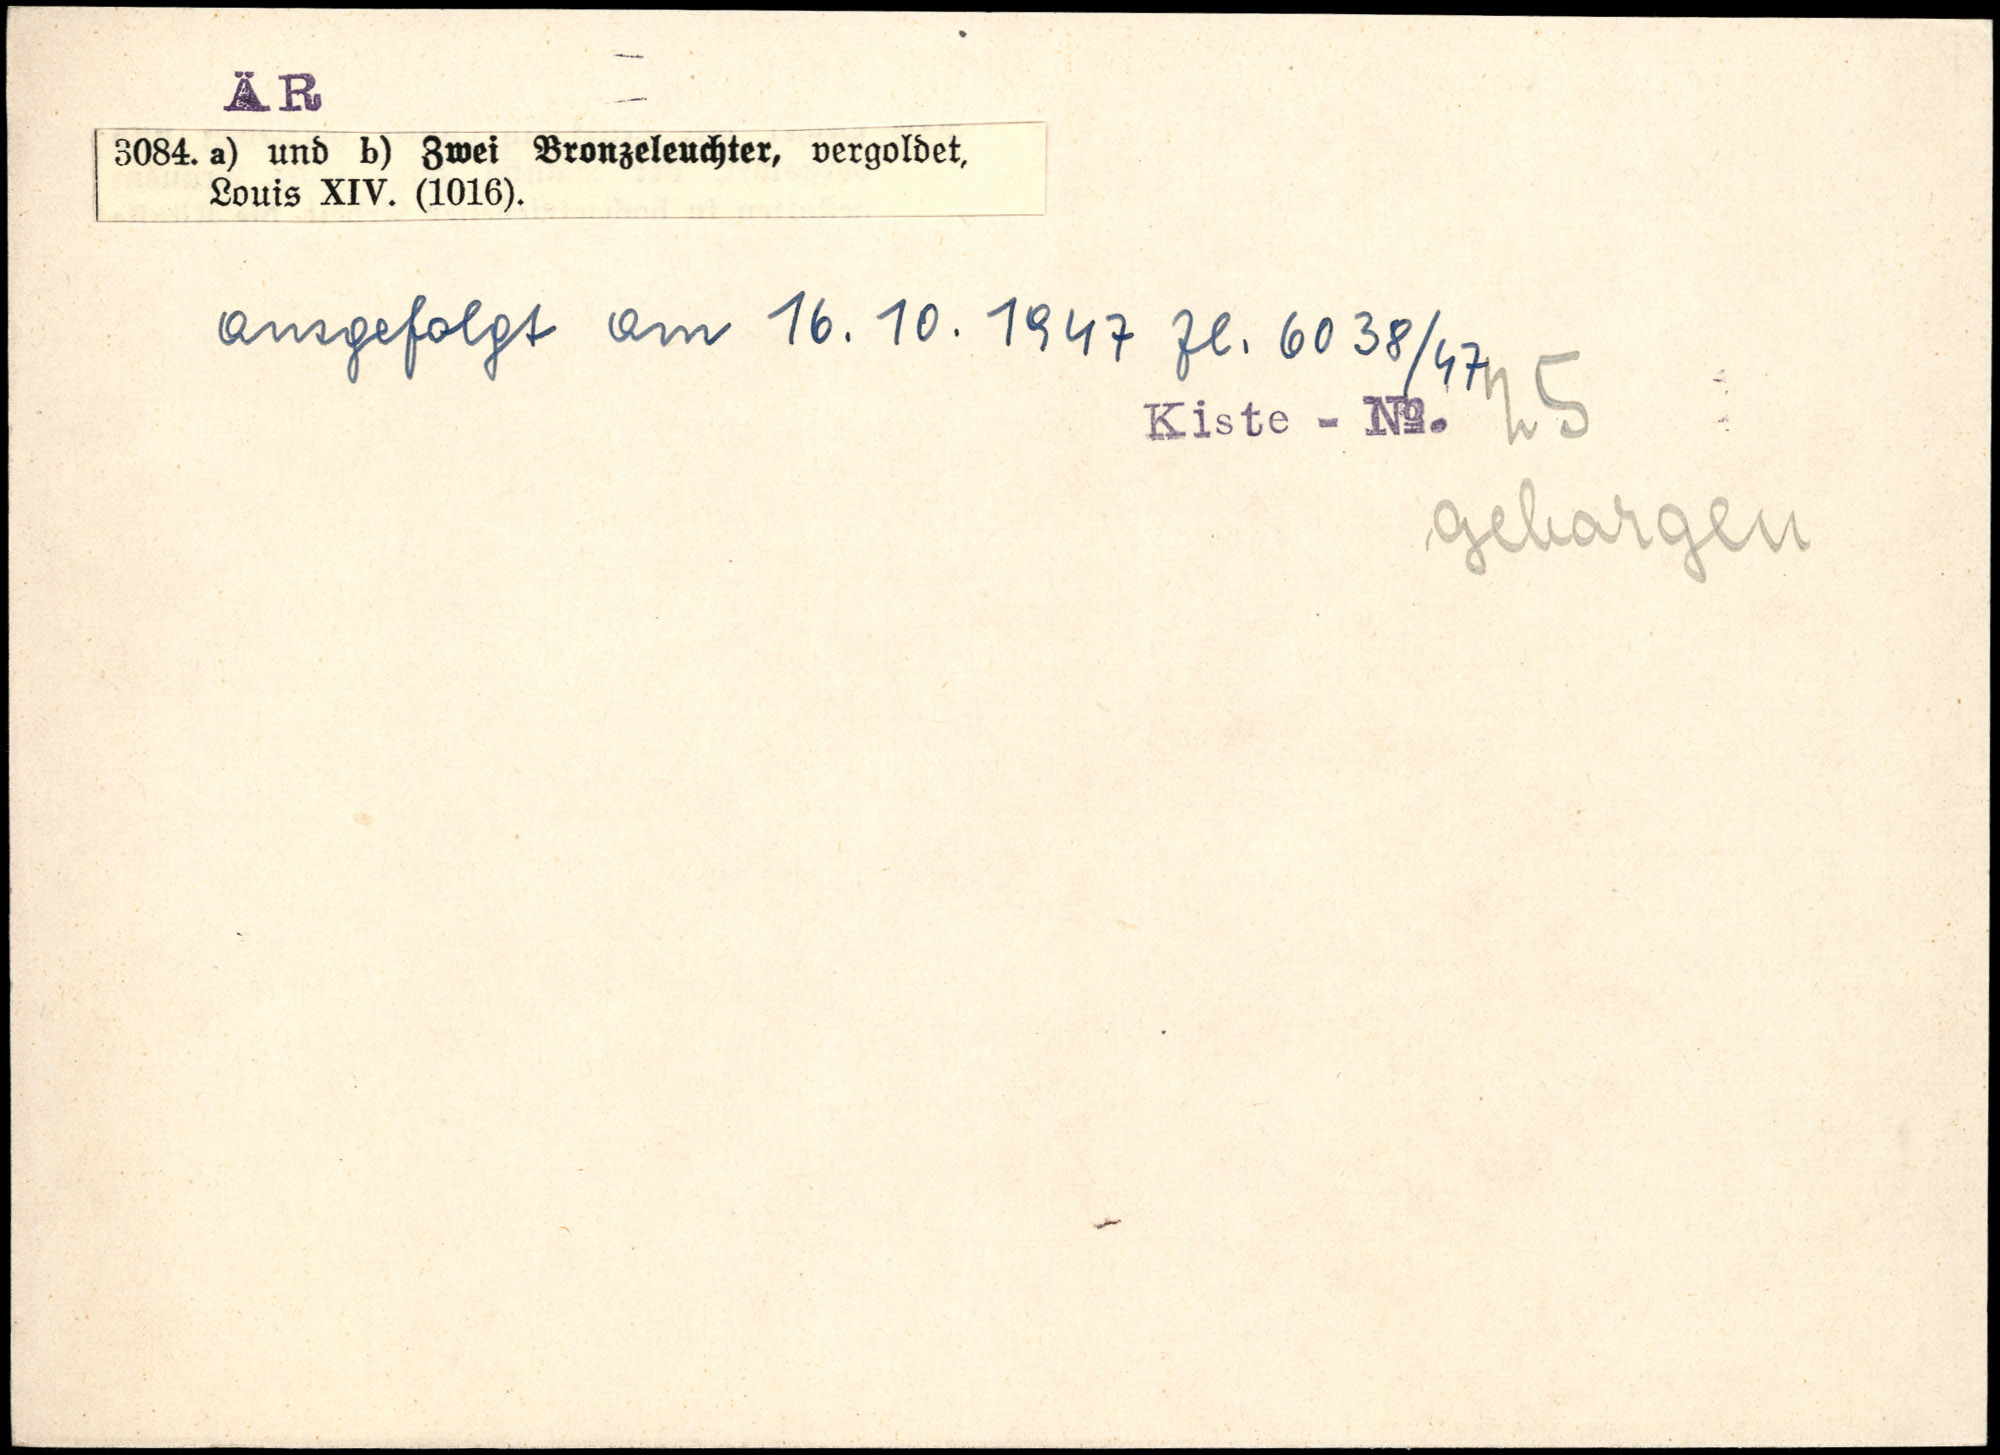 ÄR
3084. a) und b) Zwei Bronzeleuchter, vergoldet,
Louis XIV. (1016).
ausgefolgt am 16. 10. 1947 Zl. 6038/47
Kiste - No.
geborgen